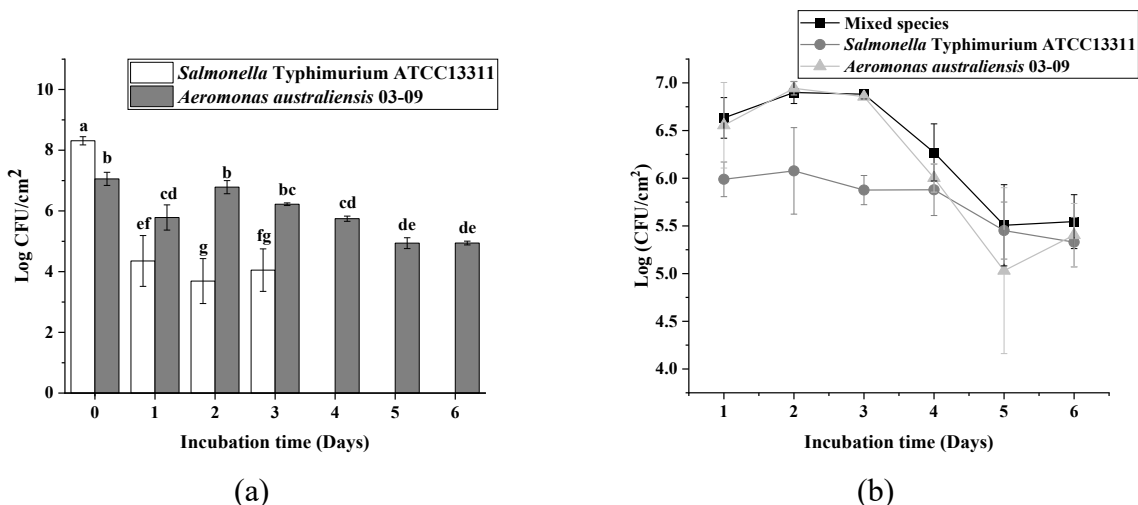 Salmonella Typhimurium ATCC13311
Aeromonas australiensis 03-09
Log CFU/cm2
10
8
6
4
2
0
a
b
ef
cd
g
b
fg
bc
cd
de
de
0 1 2 3 4 5 6
Incubation time (Days)
(a)
Mixed species
Salmonella Typhimurium ATCC13311
Aeromonas australiensis 03-09
Log (CFU/cm2)
7.0
6.5
6.0
5.5
5.0
4.5
4.0
1 2 3 4 5 6
Incubation time (Days)
(b)